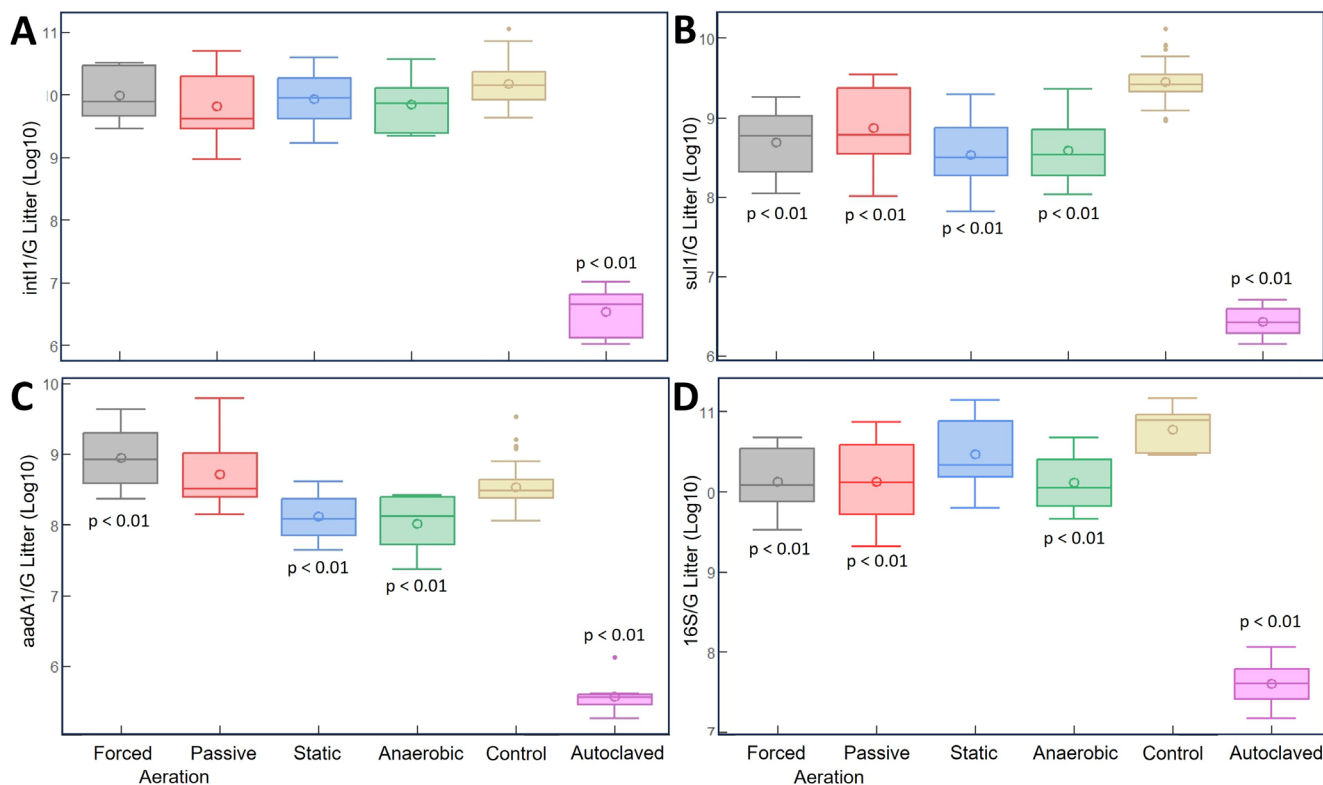 A
intI1/G Litter (Log10)
11
10
9
8
7
6
p < 0.01
B
sul1/G Litter (Log10)
10
9
8
7
6
p < 0.01
p < 0.01
p < 0.01
p < 0.01
p < 0.01
C
aadA1/G Litter (Log10)
10
9
8
7
6
p < 0.01
p < 0.01
p < 0.01
p < 0.01
Forced Passive Static Anaerobic Control Autoclaved
Aeration
D
16S/G Litter (Log10)
11
10
9
8
7
p < 0.01
p < 0.01
p < 0.01
p < 0.01
Forced Passive Static Anaerobic Control Autoclaved
Aeration